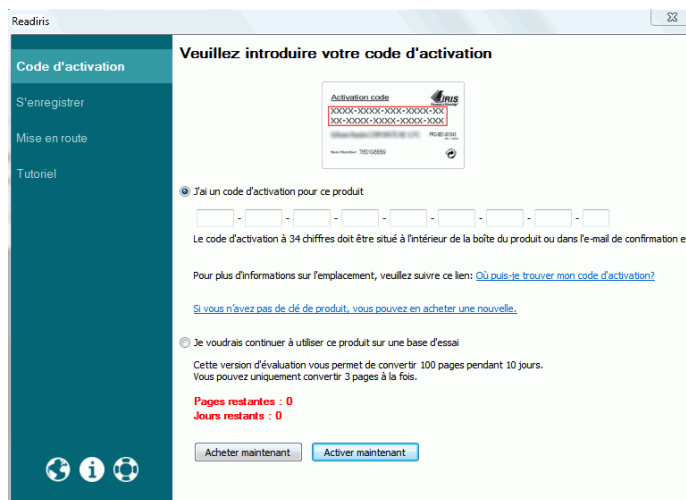 Readiris
Code d'activation
S'enregistrer
Mise en route
Tutoriel
Veuillez introduire votre code d'activation
Activation code
IRIS
XXXX-XXXX-XXX-XXXX-XX
XX-XXXX-XXXX-XXXX-XXX
J'ai un code d'activation pour ce produit
- - - - - - - -
Le code d'activation à 34 chiffres doit être situé à l'intérieur de la boîte du produit ou dans l'e-mail de confirmation e
Pour plus d'informations sur l'emplacement, veuillez suivre ce lien: Où puis-je trouver mon code d'activation?
Si vous n'avez pas de clé de produit, vous pouvez en acheter une nouvelle.
Je voudrais continuer à utiliser ce produit sur une base d'essai
Cette version d'évaluation vous permet de convertir 100 pages pendant 10 jours.
Vous pouvez uniquement convertir 3 pages à la fois.
Pages restantes : 0
Jours restants : 0
Acheter maintenant
Activer maintenant